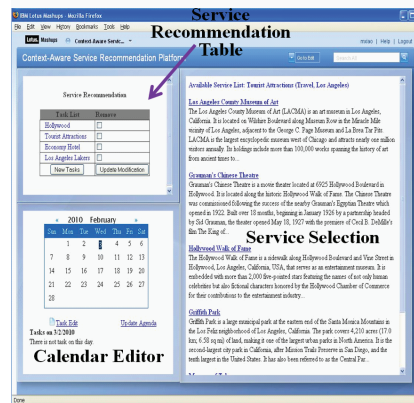 IBM Lotus Mashups - Mozilla Firefox
File Edit View History Bookmarks Tools Help
Lotus Mashups Context-Aware Servic...
Help | Logout
Context-Aware Service Recommendation Platform
Go to Edit
Service
Recommendation
Table
Service Recommendation
Task List Remove
Hollywood
Tourist Attractions
Economy Hotel
Los Angeles Lakers
New Tasks Update Modification
« 2010 February »
Sun Mon Tue Wed Thu Fri Sat
1 2 3 4 5 6
7 8 9 10 11 12 13
14 15 16 17 18 19 20
21 22 23 24 25 26 27
28
Task Edit Update Agenda
Tasks on 3/2/2010
There is not task on this day.
Calendar Editor
Available Service List: Tourist Attractions (Travel, Los Angeles)
Los Angeles County Museum of Art
The Los Angeles County Museum of Art (LACMA) is an art museum in Los Angeles,
California. It is located on Wilshire Boulevard along Museum Row in the Miracle Mile
vicinity of Los Angeles, adjacent to the George C. Page Museum and La Brea Tar Pits.
LACMA is the largest encyclopedic museum west of Chicago and attracts nearly one million
visitors annually. Its holdings include more than 100,000 works spanning the history of art
from ancient times to...
Grauman's Chinese Theatre
Grauman's Chinese Theatre is a movie theater located at 6925 Hollywood Boulevard in
Hollywood. It is located along the historic Hollywood Walk of Fame. The Chinese Theatre
was commissioned following the success of the nearby Grauman's Egyptian Theatre which
opened in 1922. Built over 18 months, beginning in January 1926 by a partnership headed
by Sid Grauman, the theater opened May 18, 1927 with the premiere of Cecil B. DeMille's
film The King of...
Service Selection
Hollywood Walk of Fame
The Hollywood Walk of Fame is a sidewalk along Hollywood Boulevard and Vine Street in
Hollywood, Los Angeles, California, USA, that serves as an entertainment museum. It is
embedded with more than 2,000 five-pointed stars featuring the names of not only human
celebrities but also fictional characters honored by the Hollywood Chamber of Commerce
for their contributions to the entertainment industry...
Griffith Park
Griffith Park is a large municipal park at the eastern end of the Santa Monica Mountains in
the Los Feliz neighborhood of Los Angeles, California. The park covers 4,210 acres (17.0
km; 6.58 sq mi) of land, making it one of the largest urban parks in North America. It is the
second-largest city park in California, after Mission Trails Preserve in San Diego, and the
tenth largest in the United States. It has also been referred to as the Central Par...
Done